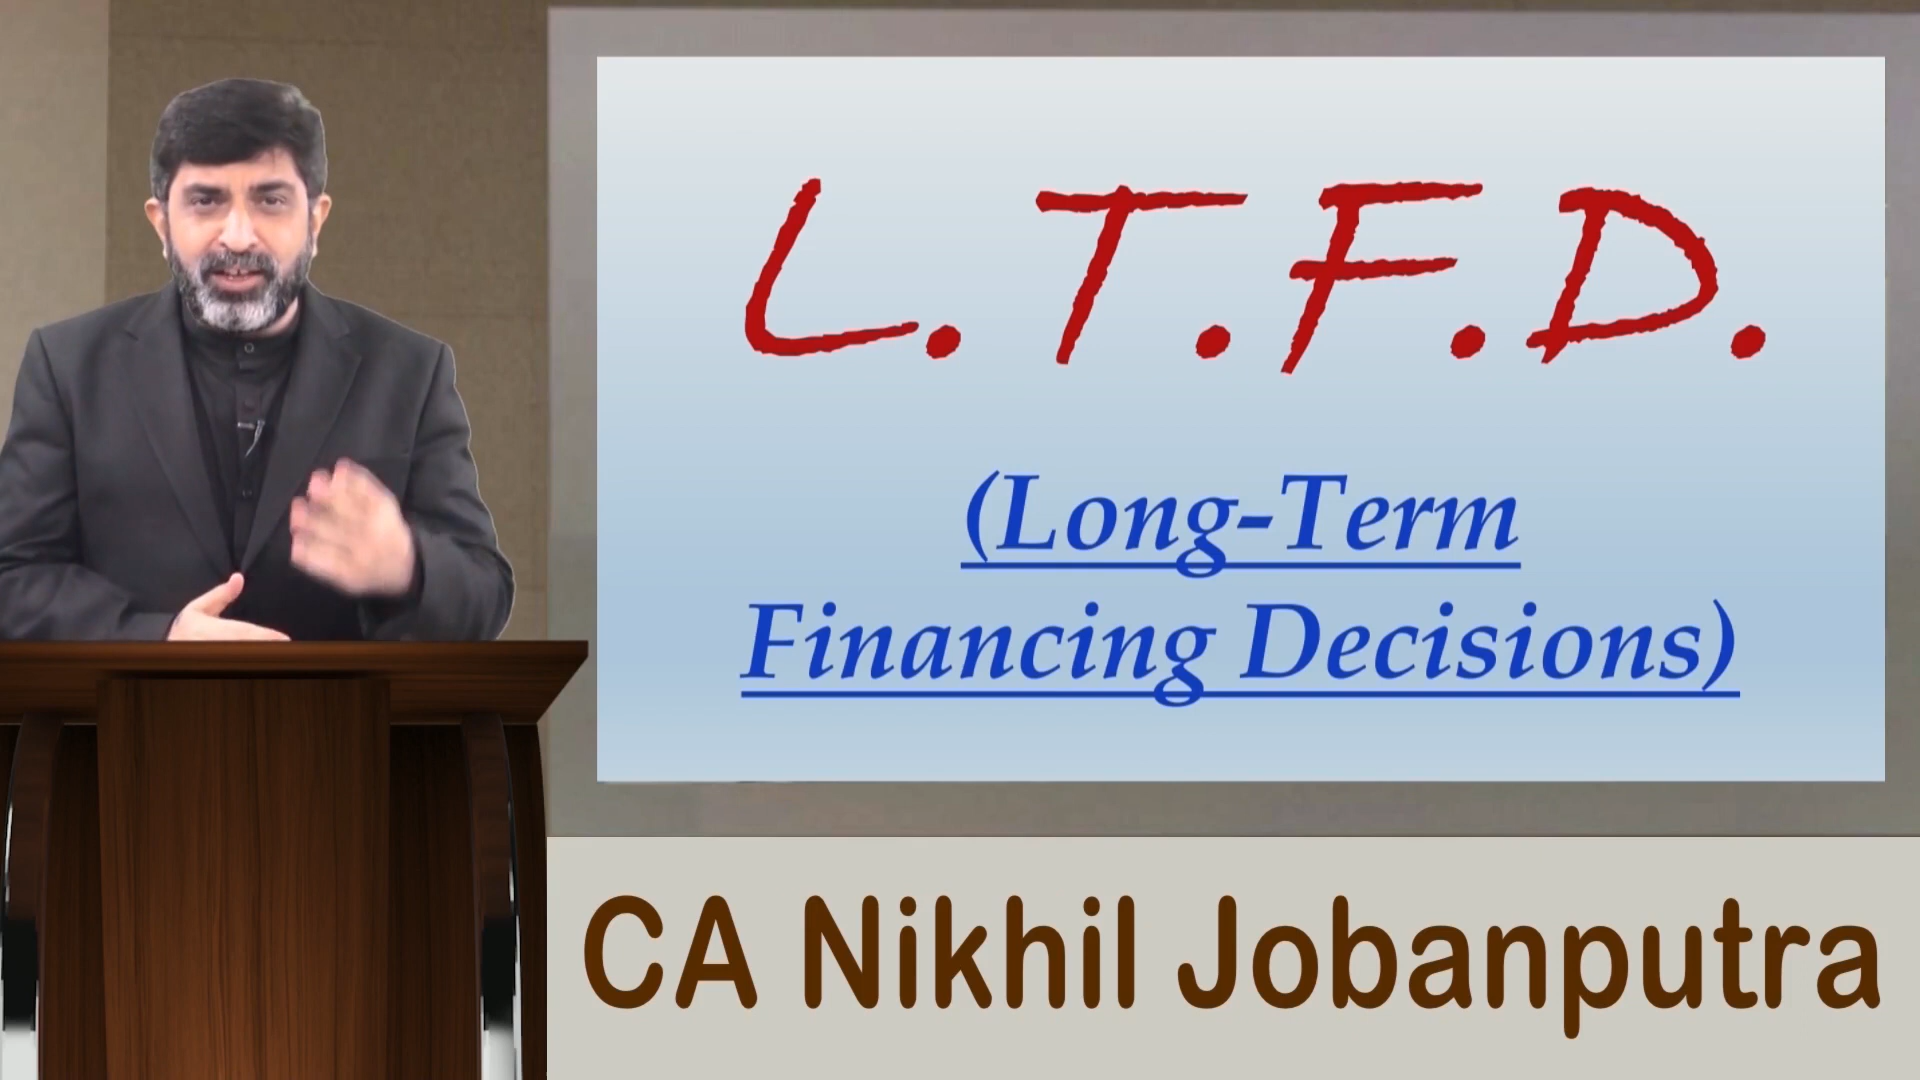 L.T.F.D.
(Long-Term
Financing Decisions)
CA Nikhil Jobanputra